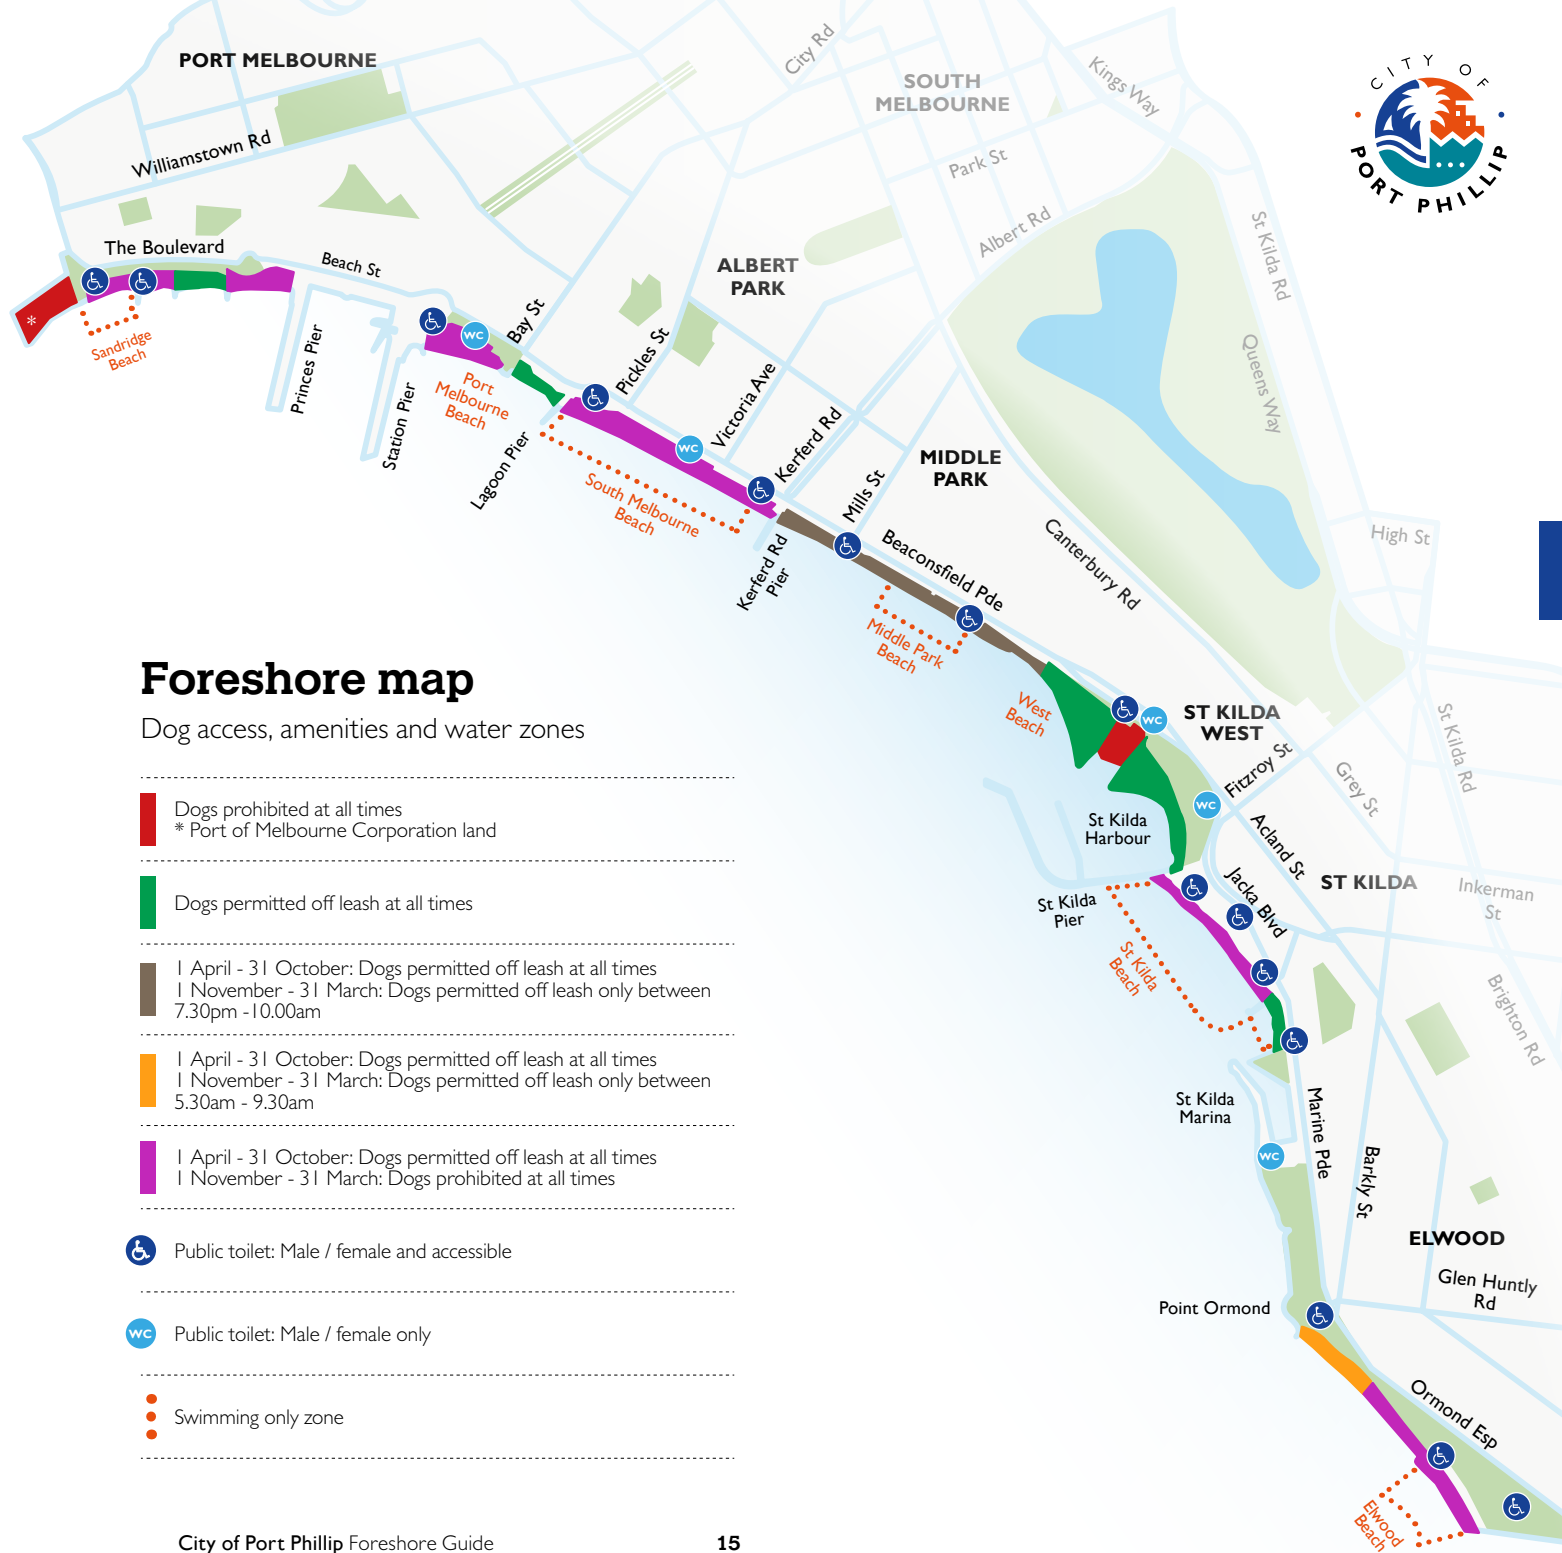 PORT MELBOURNE
Williamstown Rd
The Boulevard
Beach St
*
Sandridge
Beach
Princes Pier
Station Pier
Port
Melbourne
Beach
WC
Bay St
Lagoon Pier
Pickles St
WC
Victoria Ave
Kerferd Rd
South Melbourne
Beach
Kerferd Rd
Pier
City Rd
SOUTH
MELBOURNE
Kings Way
Park St
Albert Rd
ALBERT
PARK
St Kilda Rd
Queens Way
CITY OF
PORT PHILLIP
MIDDLE
PARK
Mills St
Beaconsfield Pde
Canterbury Rd
High St
Middle Park
Beach
West
Beach
WC
ST KILDA
WEST
Fitzroy St
WC
Grey St
St Kilda Rd
St Kilda
Harbour
Acland St
Jacka Blvd
ST KILDA
Inkerman
St
St Kilda
Pier
St Kilda
Beach
Brighton Rd
St Kilda
Marina
Marine Pde
WC
Barkly St
ELWOOD
Glen Huntly
Rd
Point Ormond
Ormond Esp
Elwood
Beach
Foreshore map
Dog access, amenities and water zones
Dogs prohibited at all times
* Port of Melbourne Corporation land
Dogs permitted off leash at all times
1 April - 31 October: Dogs permitted off leash at all times
1 November - 31 March: Dogs permitted off leash only between
7.30pm -10.00am
1 April - 31 October: Dogs permitted off leash at all times
1 November - 31 March: Dogs permitted off leash only between
5.30am - 9.30am
1 April - 31 October: Dogs permitted off leash at all times
1 November - 31 March: Dogs prohibited at all times
Public toilet: Male / female and accessible
WC
Public toilet: Male / female only
Swimming only zone
City of Port Phillip Foreshore Guide
15